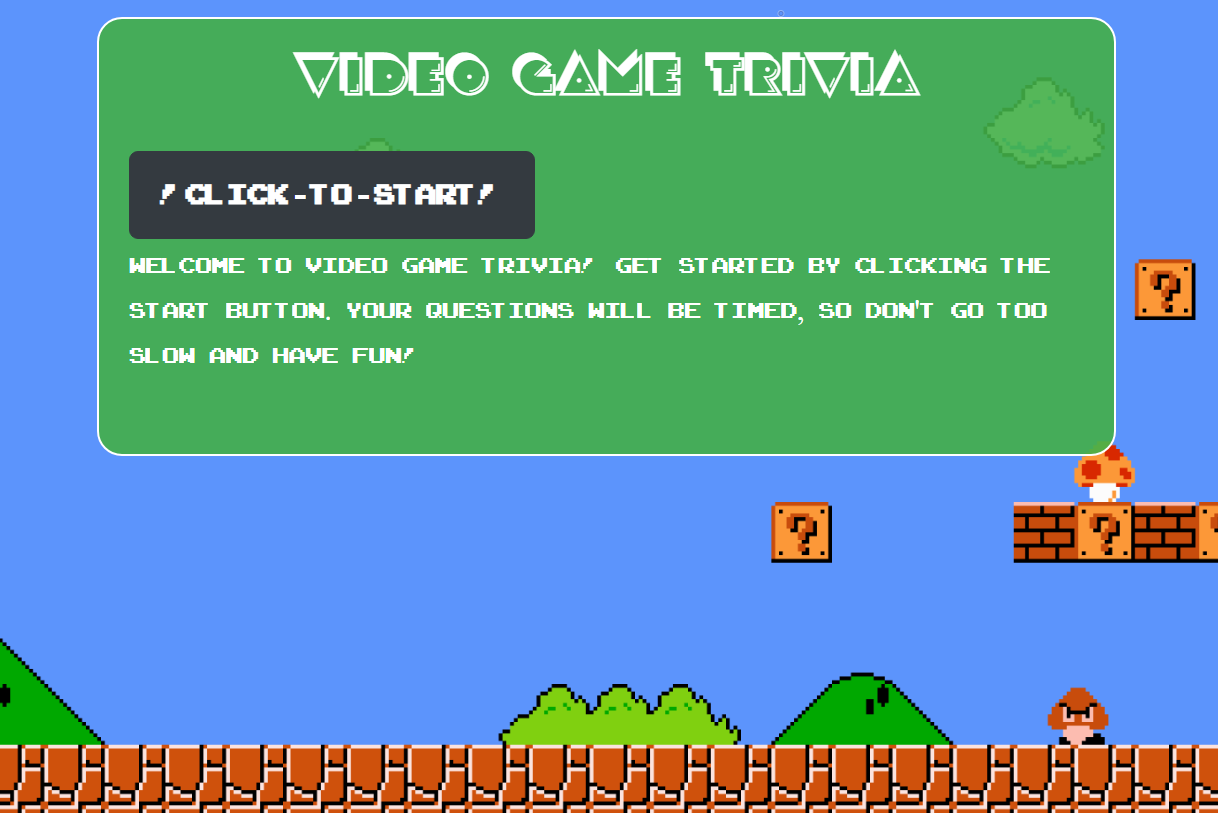 VIDEO GAME TRIVIA
!CLICK-TO-START!
WELCOME TO VIDEO GAME TRIVIA! GET STARTED BY CLICKING THE
START BUTTON. YOUR QUESTIONS WILL BE TIMED, SO DON'T GO TOO
SLOW AND HAVE FUN!
?
?
?
?